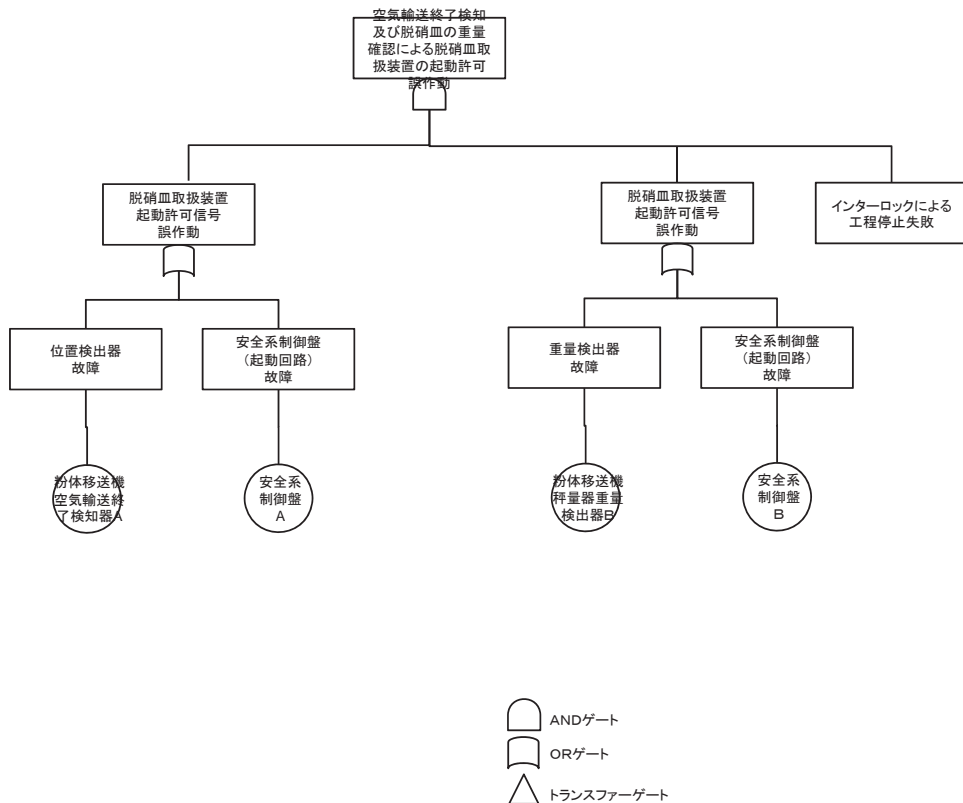 空気輸送終了検知
及び脱硝皿の重量
確認による脱硝皿取
扱装置の起動許可
誤作動
脱硝皿取扱装置
起動許可信号
誤作動
脱硝皿取扱装置
起動許可信号
誤作動
インターロックによる
工程停止失敗
位置検出器
故障
安全系制御盤
(起動回路)
故障
重量検出器
故障
安全系制御盤
(起動回路)
故障
粉体移送機
空気輸送終
了検知器A
安全系
制御盤
A
粉体移送機
秤量器重量
検出器B
安全系
制御盤
B
ANDゲート
ORゲート
トランスファーゲート